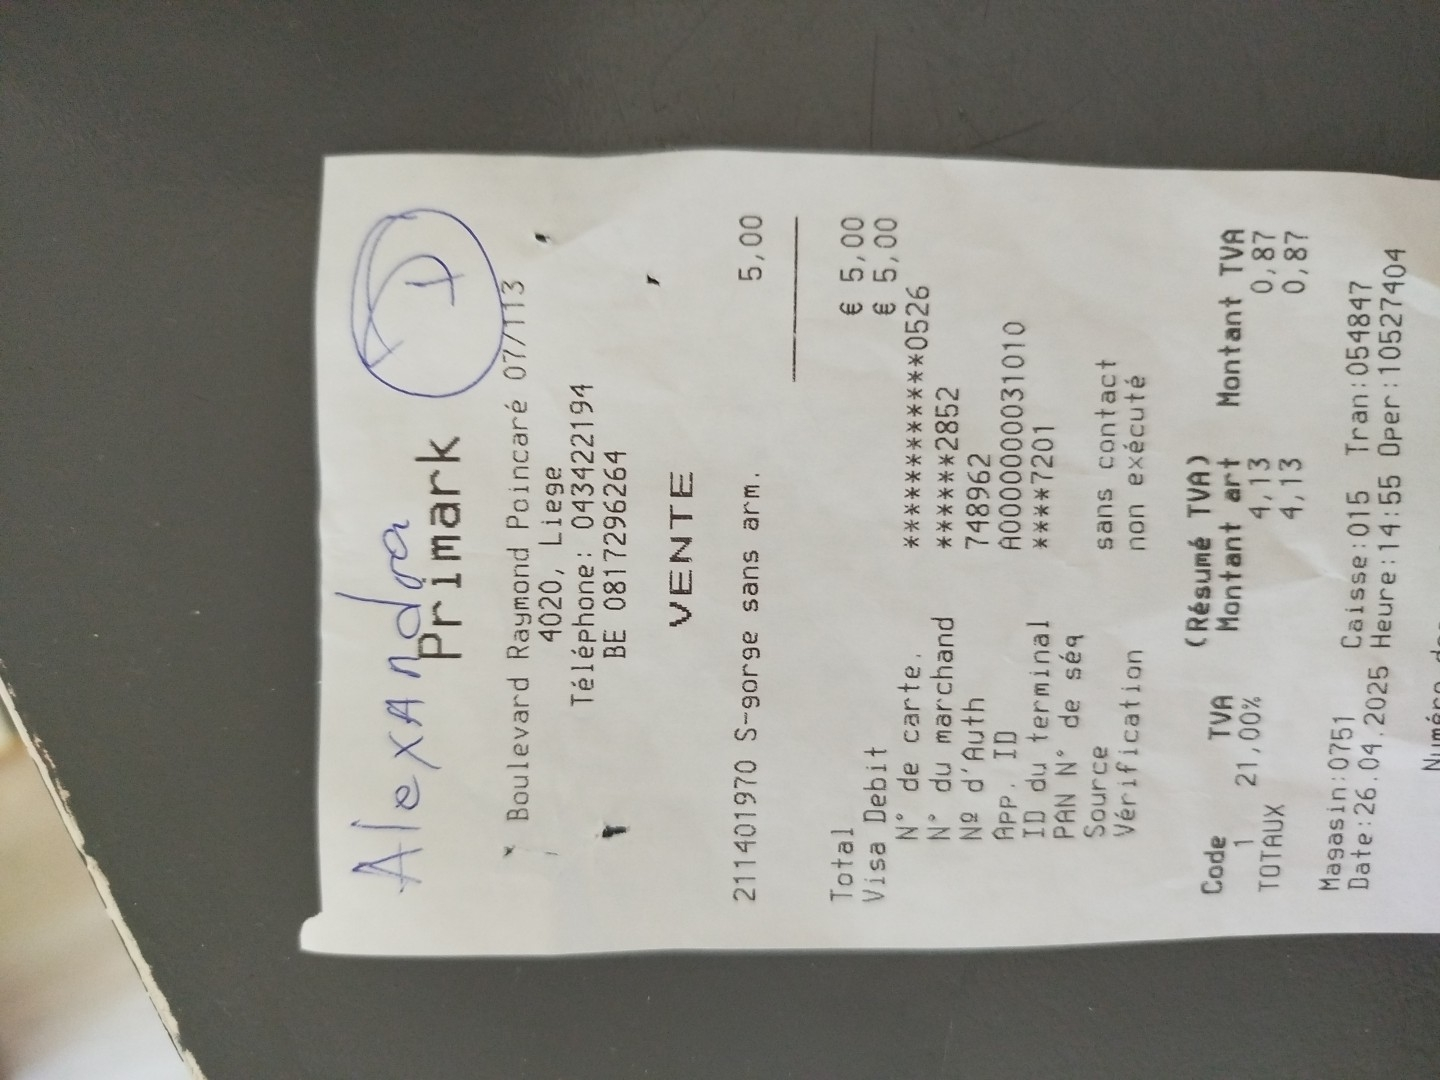 Alexandra 1
Primark
Boulevard Raymond Poincaré 07/113
4020, Liege
Téléphone: 043422194
BE 0817296264
VENTE
211401970 S-gorge sans arm. 5,00
Total € 5,00
Visa Debit € 5,00
N° de carte. ************0526
N° du marchand ******2852
Nº d'Auth 748962
App. ID A0000000031010
ID du terminal ****7201
PAN N° de séq
Source sans contact
Vérification non exécuté
(Résumé TVA)
Code TVA Montant art Montant TVA
1 21,00% 4,13 0,87
TOTAUX 4,13 0,87
Magasin:0751 Caisse:015 Tran:054847
Date:26.04.2025 Heure:14:55 Oper:10527404
Numéro